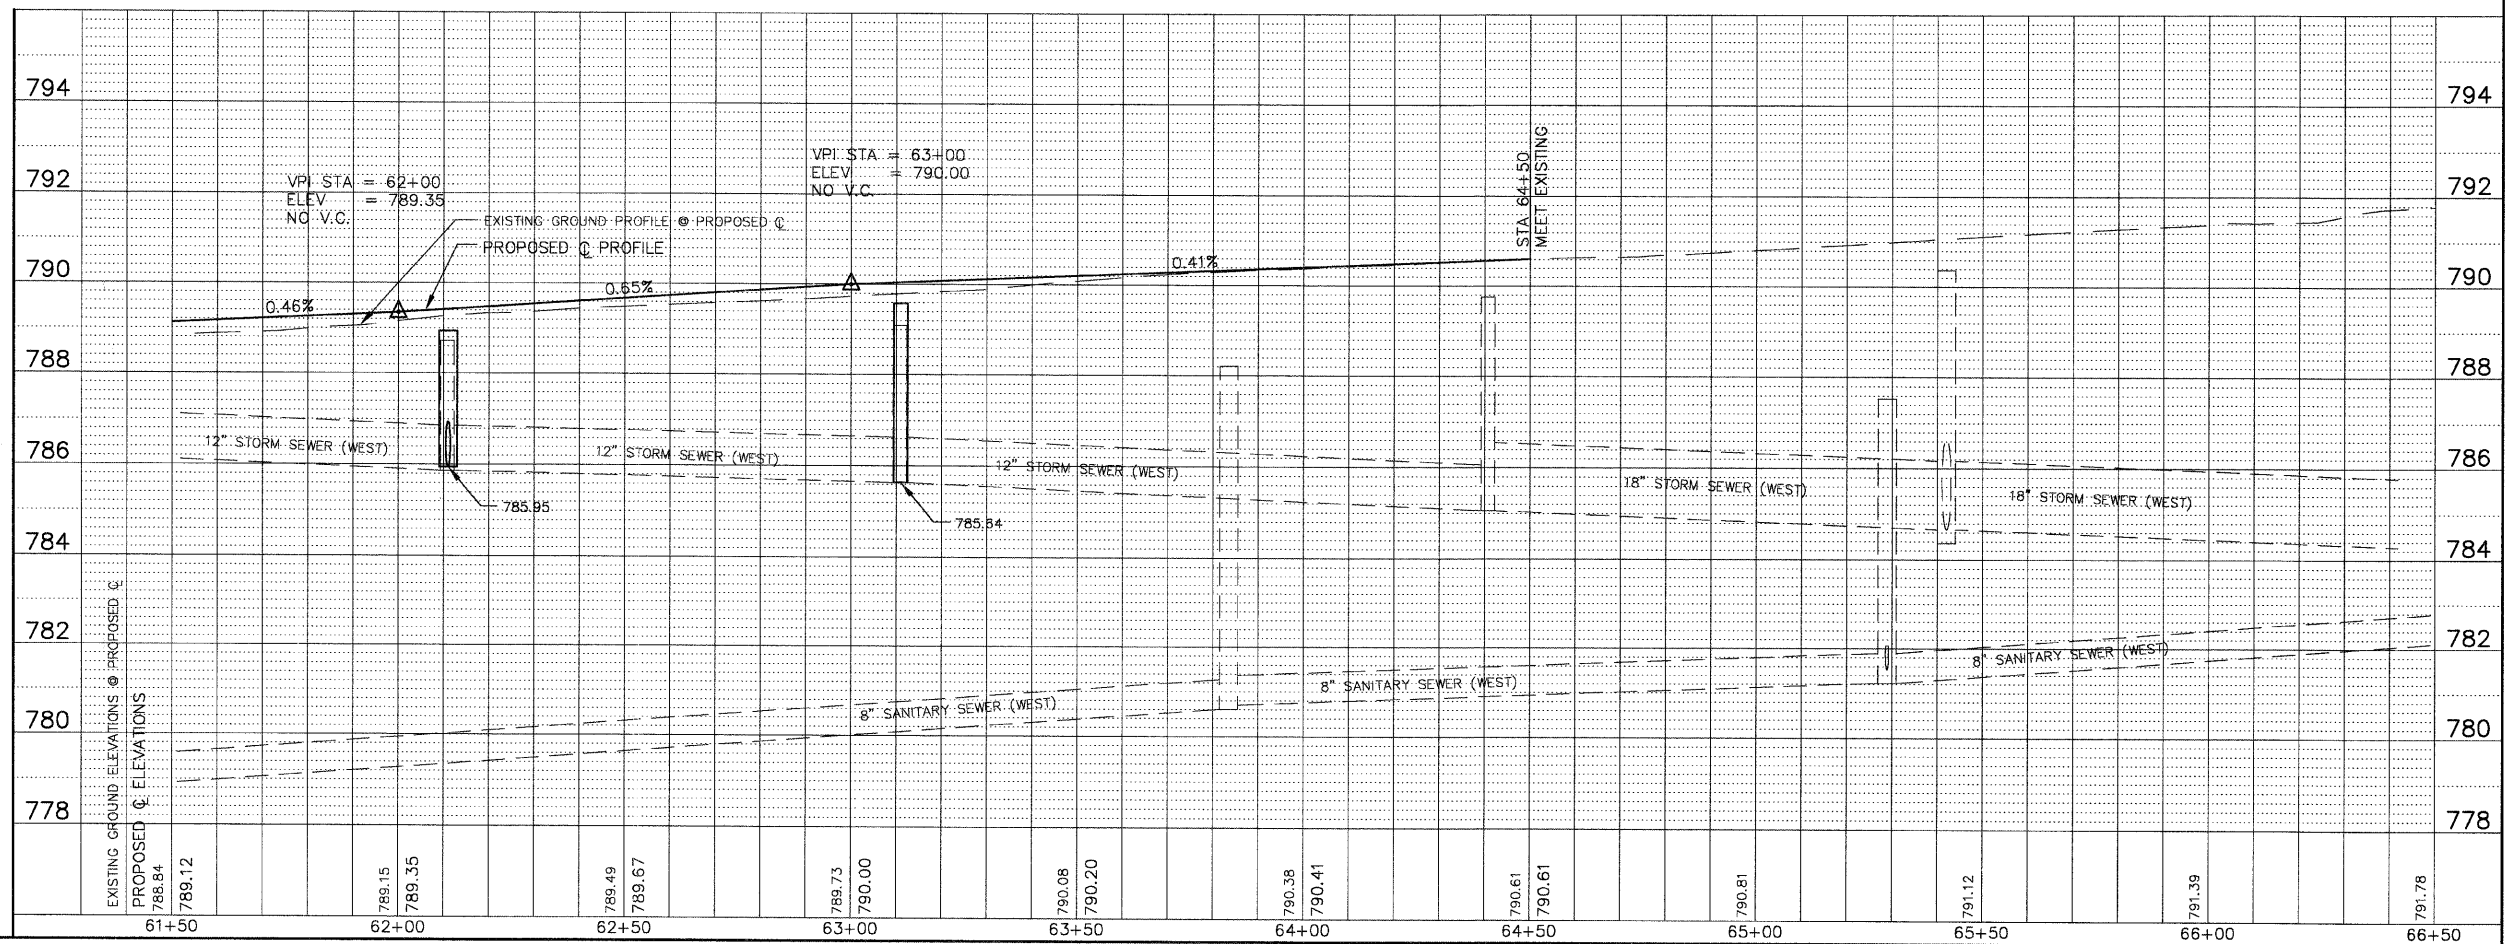 794
794
792
792
790
790
788
788
786
786
784
784
782
782
780
780
778
778
VPI STA = 62+00
ELEV = 789.35
NO V.C.
VPI STA = 63+00
ELEV = 790.00
NO V.C.
STA 64+50
MEET EXISTING
EXISTING GROUND PROFILE @ PROPOSED ℄
PROPOSED ℄ PROFILE
0.46%
0.65%
0.41%
12" STORM SEWER (WEST)
12" STORM SEWER (WEST)
12" STORM SEWER (WEST)
18" STORM SEWER (WEST)
18" STORM SEWER (WEST)
785.95
785.64
8" SANITARY SEWER (WEST)
8" SANITARY SEWER (WEST)
8" SANITARY SEWER (WEST)
EXISTING GROUND ELEVATIONS @ PROPOSED ℄
PROPOSED ℄ ELEVATIONS
788.84
789.12
789.15
789.35
789.49
789.67
789.73
790.00
790.08
790.20
790.38
790.41
790.61
790.61
790.81
791.12
791.39
791.78
61+50
62+00
62+50
63+00
63+50
64+00
64+50
65+00
65+50
66+00
66+50